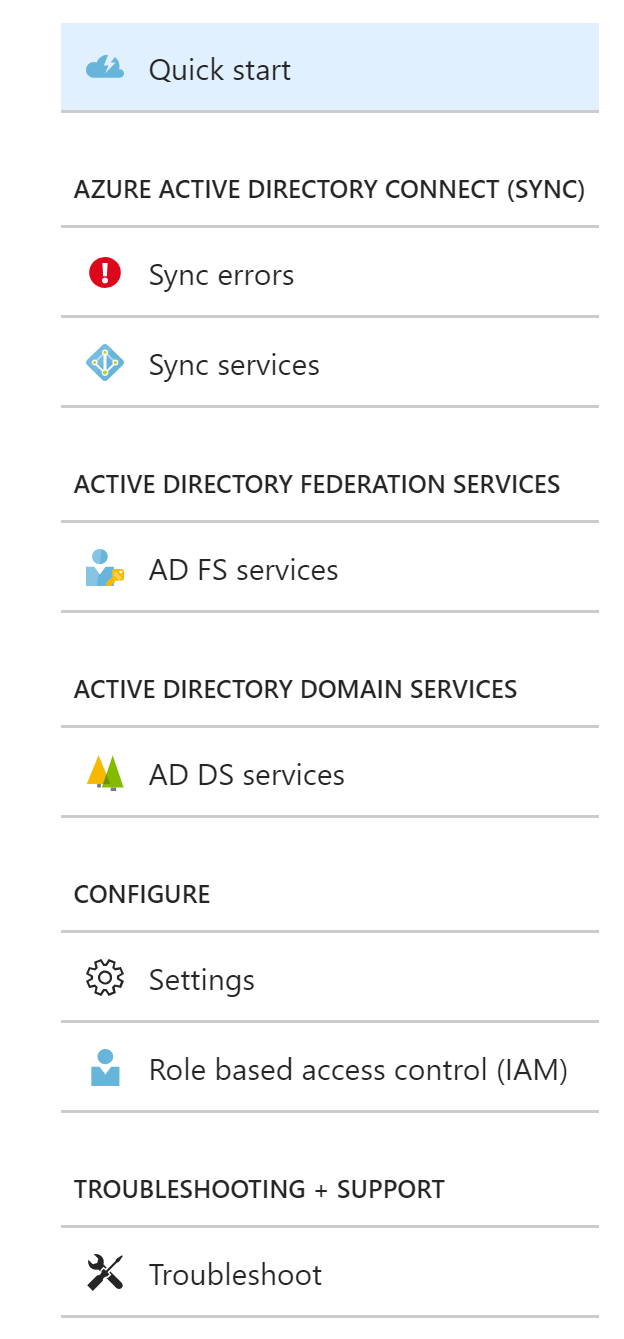 Quick start
AZURE ACTIVE DIRECTORY CONNECT (SYNC)
Sync errors
Sync services
ACTIVE DIRECTORY FEDERATION SERVICES
AD FS services
ACTIVE DIRECTORY DOMAIN SERVICES
AD DS services
CONFIGURE
Settings
Role based access control (IAM)
TROUBLESHOOTING + SUPPORT
Troubleshoot